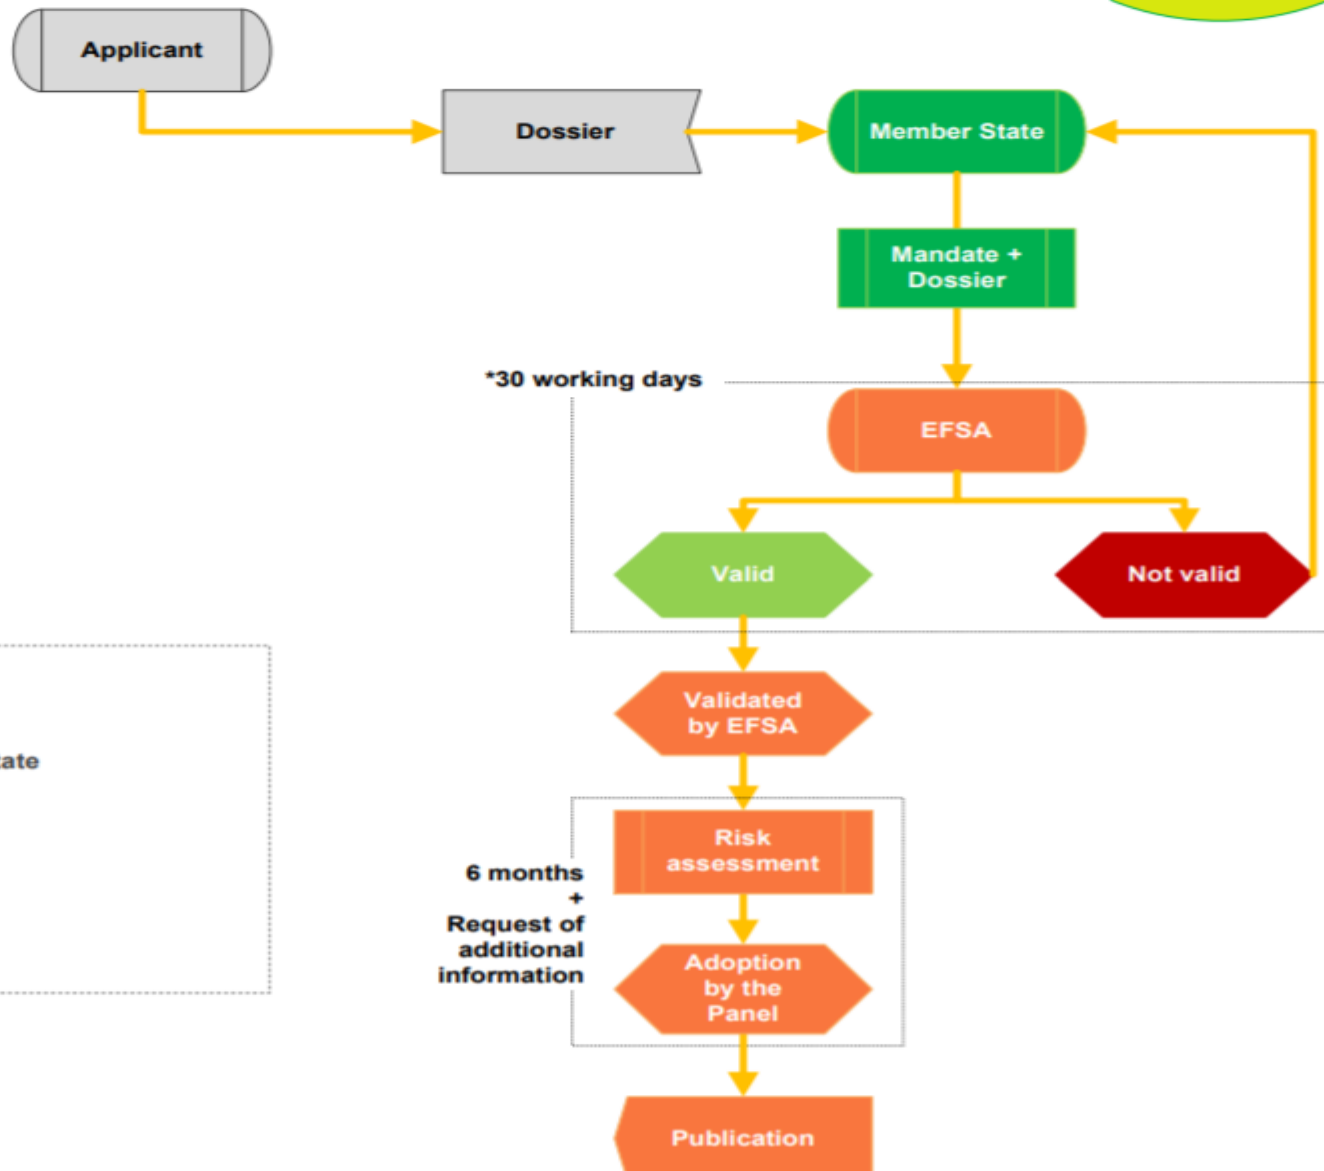 Applicant
Dossier
Member State
Mandate +
Dossier
*30 working days
EFSA
Valid
Not valid
Validated
by EFSA
Risk
assessment
6 months
+
Request of
additional
information
Adoption
by the
Panel
Publication